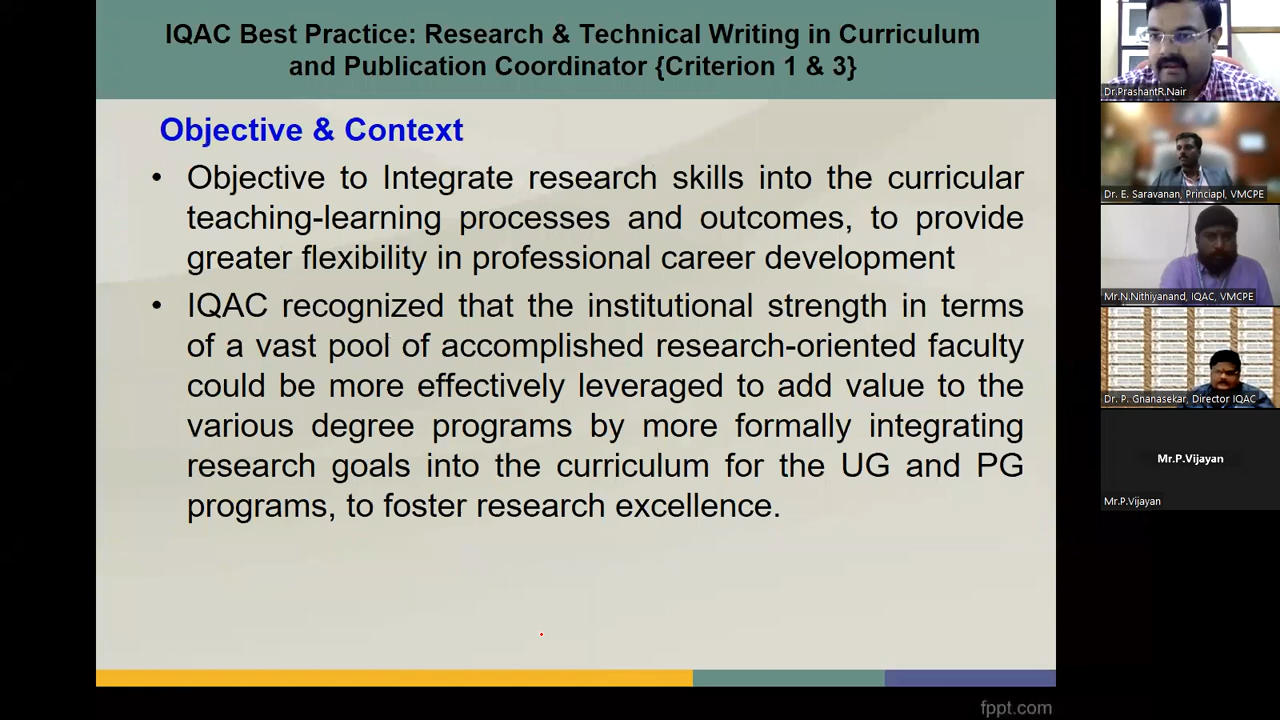 IQAC Best Practice: Research & Technical Writing in Curriculum
and Publication Coordinator {Criterion 1 & 3}
Objective & Context
• Objective to Integrate research skills into the curricular
teaching-learning processes and outcomes, to provide
greater flexibility in professional career development
• IQAC recognized that the institutional strength in terms
of a vast pool of accomplished research-oriented faculty
could be more effectively leveraged to add value to the
various degree programs by more formally integrating
research goals into the curriculum for the UG and PG
programs, to foster research excellence.
fppt.com
Dr.PrashantR.Nair
Dr. E. Saravanan, Princiapl, VMCPE
Mr.N.Nithiyanand, IQAC, VMCPE
Dr. P. Gnanasekar, Director IQAC
Mr.P.Vijayan
Mr.P.Vijayan